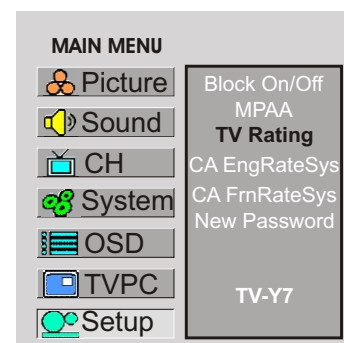 MAIN MENU
Picture
Sound
CH
System
OSD
TVPC
Setup
Block On/Off
MPAA
TV Rating
CA EngRateSys
CA FrnRateSys
New Password
TV-Y7